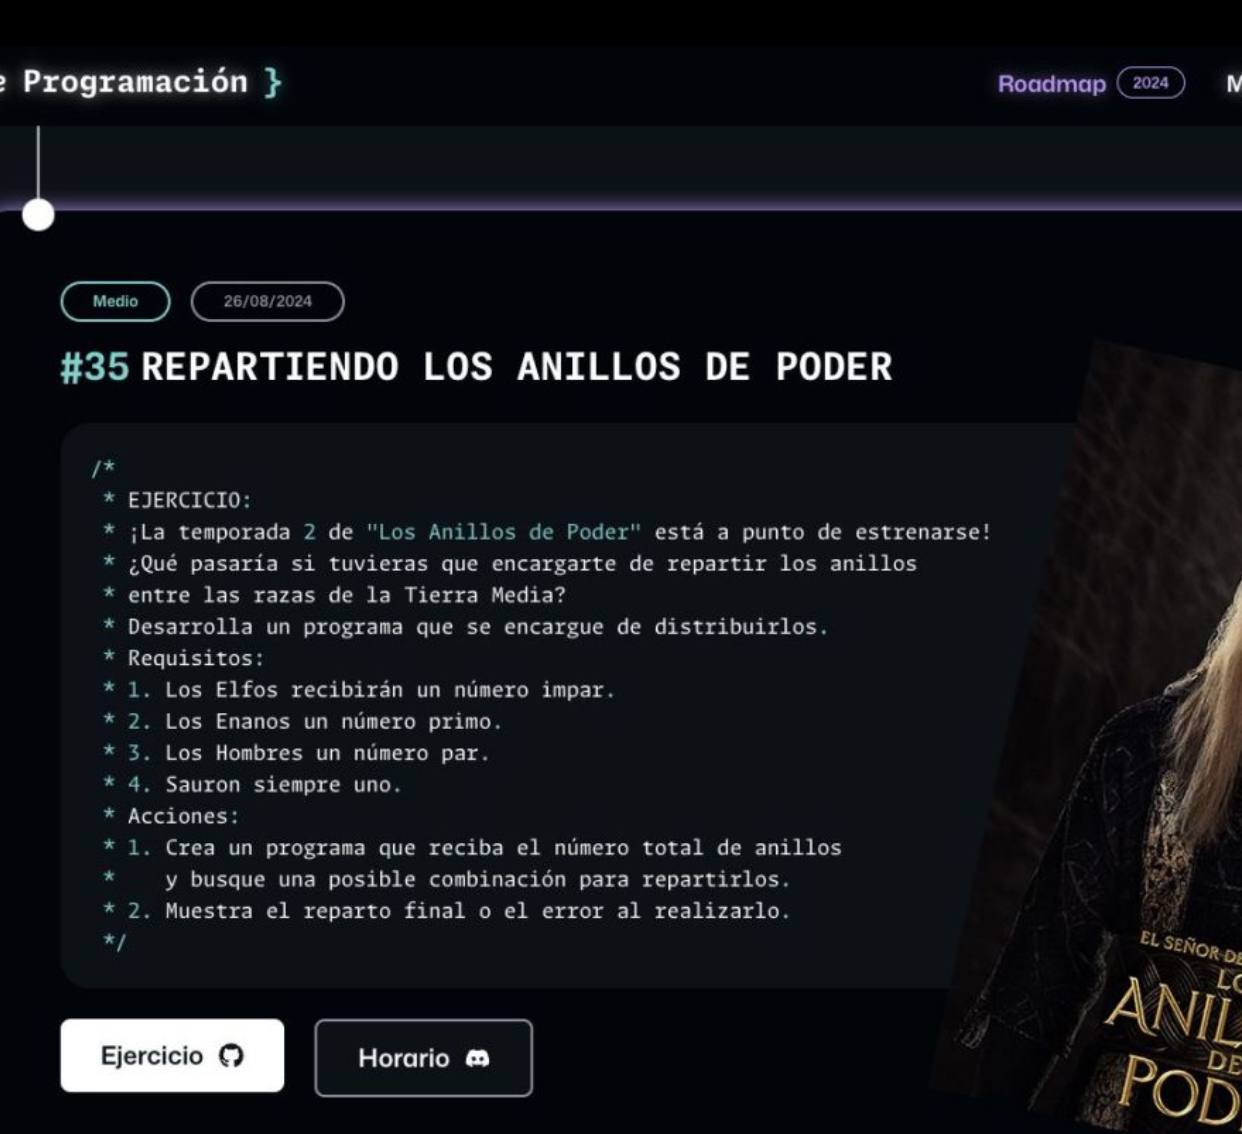 Programación }
Roadmap 2024
Medio 26/08/2024
#35 REPARTIENDO LOS ANILLOS DE PODER
/*
* EJERCICIO:
* ¡La temporada 2 de "Los Anillos de Poder" está a punto de estrenarse!
* ¿Qué pasaría si tuvieras que encargarte de repartir los anillos
* entre las razas de la Tierra Media?
* Desarrolla un programa que se encargue de distribuirlos.
* Requisitos:
* 1. Los Elfos recibirán un número impar.
* 2. Los Enanos un número primo.
* 3. Los Hombres un número par.
* 4. Sauron siempre uno.
* Acciones:
* 1. Crea un programa que reciba el número total de anillos
*    y busque una posible combinación para repartirlos.
* 2. Muestra el reparto final o el error al realizarlo.
*/
Ejercicio Horario
EL SEÑOR DE